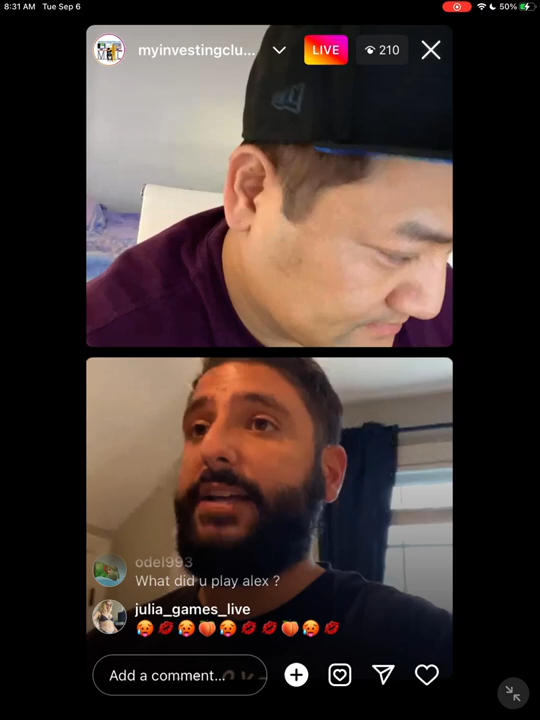 8:31 AM Tue Sep 6
50%
myinvestingclu... LIVE 210
odel993
What did u play alex ?
julia_games_live
🥵💋🥵🍑🥵💋💋🍑🥵💋
Add a comment...